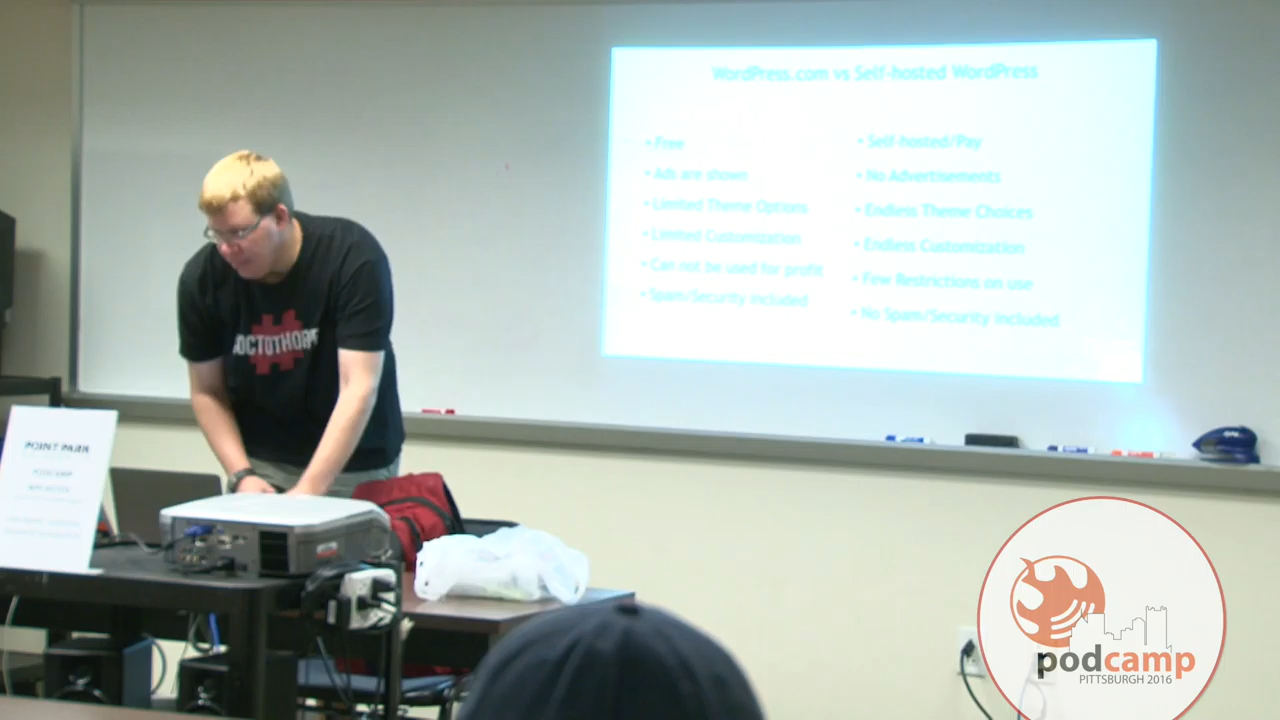 WordPress.com vs Self-hosted WordPress
• Free
• Ads are shown
• Limited Theme Options
• Limited Customization
• Can not be used for profit
• Spam/Security included
• Self-hosted/Pay
• No Advertisements
• Endless Theme Choices
• Endless Customization
• Few Restrictions on use
• No Spam/Security included
OCTOTHORP
POINT PARK
PODCAMP
podcamp
PITTSBURGH 2016